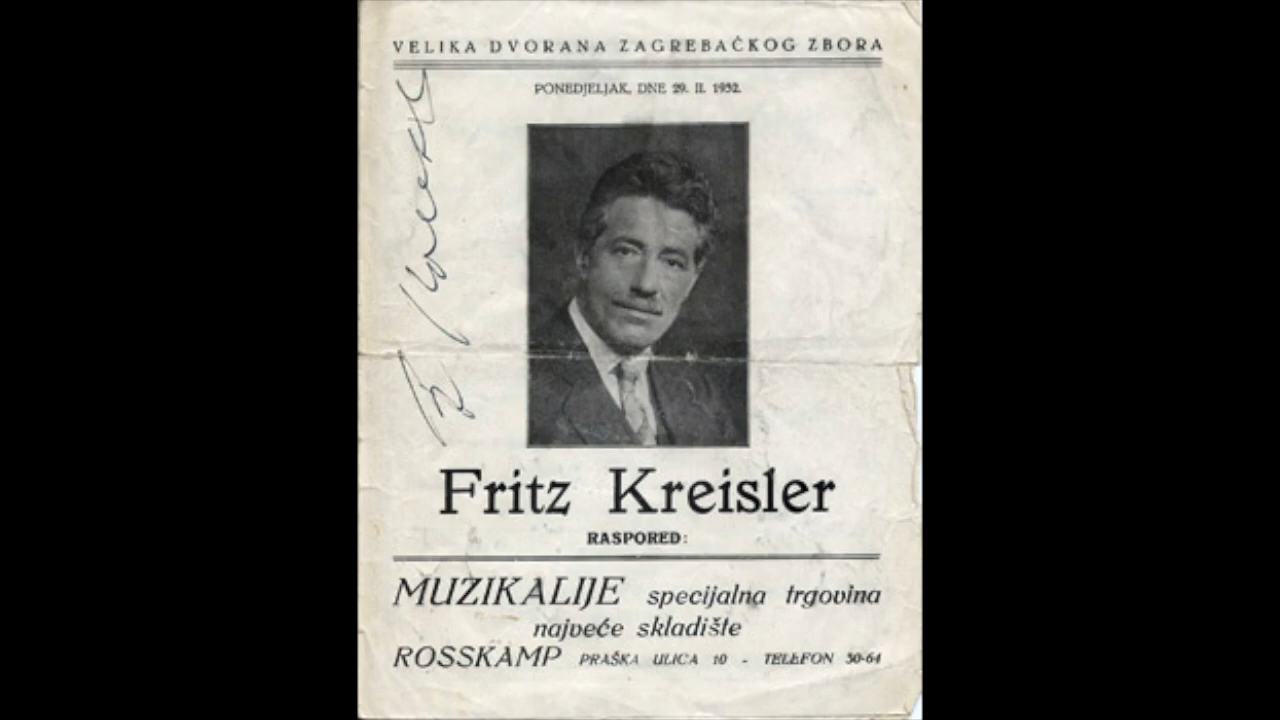 VELIKA DVORANA ZAGREBAČKOG ZBORA
PONEDJELJAK, DNE 29. II. 1932.
Fritz Kreisler
RASPORED:
MUZIKALIJE specijalna trgovina
najveće skladište
ROSSKAMP PRAŠKA ULICA 10 - TELEFON 30-64